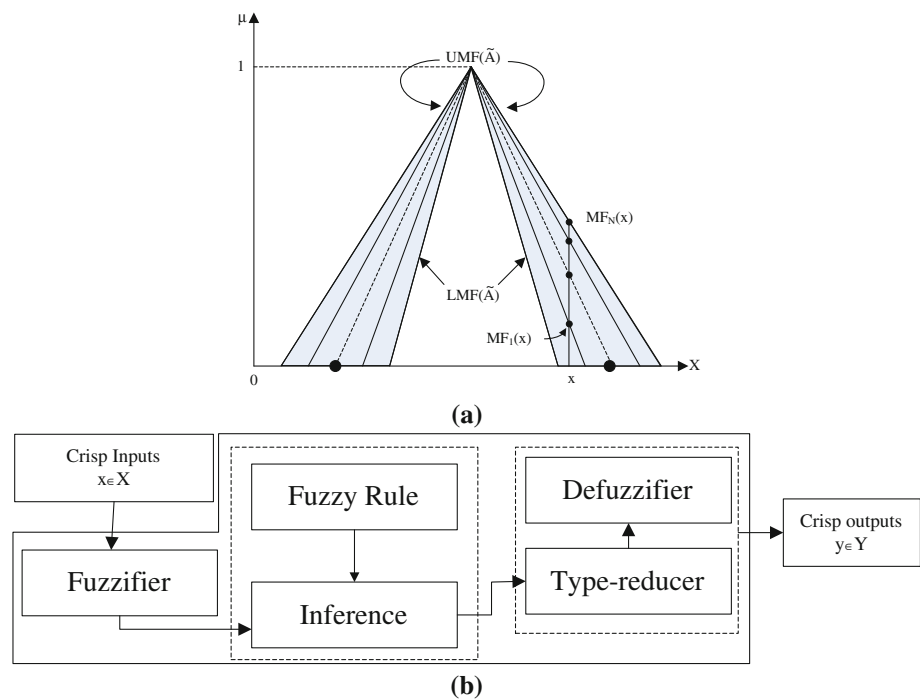 μ
UMF(Ã)
1
MF_N(x)
LMF(Ã)
MF_1(x)
X
0
x
(a)
Crisp Inputs
x∈X
Fuzzy Rule
Defuzzifier
Crisp outputs
y∈Y
Fuzzifier
Type-reducer
Inference
(b)